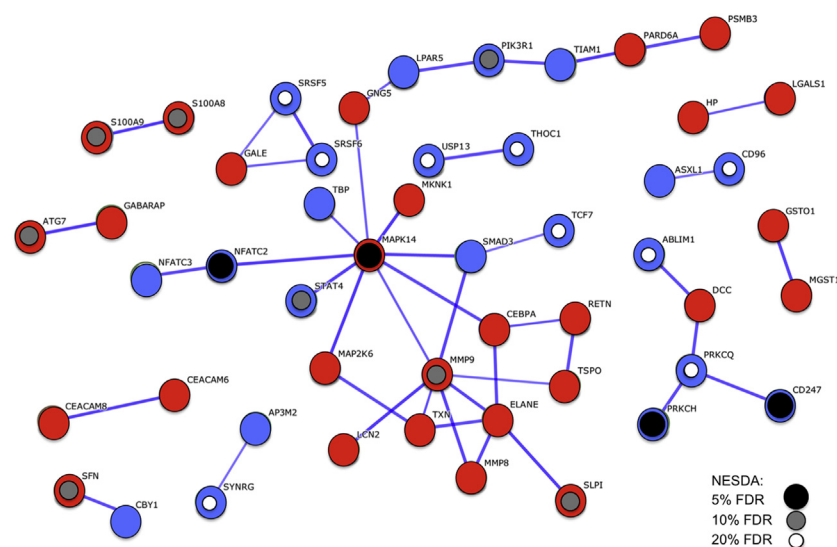 PSMB3
PARD6A
TIAM1
PIK3R1
LPAR5
GNG5
SRSF5
SRSF6
GALE
S100A8
S100A9
HP
LGALS1
USP13
THOC1
ASXL1
CD96
TBP
MKNK1
ATG7
GABARAP
MAPK14
SMAD3
TCF7
NFATC3
NFATC2
STAT4
ABLIM1
GSTO1
MGST1
DCC
CEBPA
RETN
MAP2K6
MMP9
TSPO
PRKCQ
CD247
PRKCH
CEACAM8
CEACAM6
AP3M2
SYNRG
LCN2
TXN
ELANE
MMP8
SLPI
SFN
CBY1
NESDA:
5% FDR
10% FDR
20% FDR